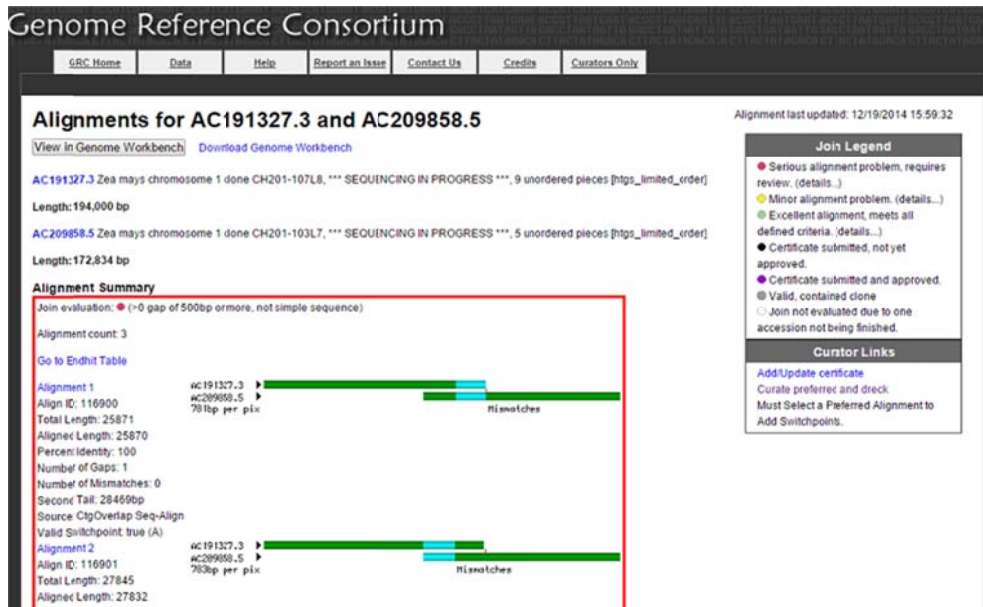 Genome Reference Consortium
GRC Home Data Help Report an Issue Contact Us Credits Curators Only
Alignments for AC191327.3 and AC209858.5
Alignment last updated: 12/19/2014 15:59:32
View in Genome Workbench Download Genome Workbench
AC191327.3 Zea mays chromosome 1 done CH201-107L8, *** SEQUENCING IN PROGRESS ***, 9 unordered pieces [htgs_limited_order]
Length: 194,000 bp
AC209858.5 Zea mays chromosome 1 done CH201-103L7, *** SEQUENCING IN PROGRESS ***, 5 unordered pieces [htgs_limited_order]
Length: 172,834 bp
Alignment Summary
Join evaluation: (>0 gap of 500bp ormore, not simple sequence)
Alignment count: 3
Go to Endhit Table
Alignment 1
Align ID: 116900
Total Length: 25871
Aligned Length: 25870
Percent Identity: 100
Number of Gaps: 1
Number of Mismatches: 0
Second Tail: 28469bp
Source CtgOverlap Seq-Align
Valid Switchpoint: true (A)
AC191327.3
AC209858.5
781bp per pix
Mismatches
Alignment 2
Align ID: 116901
Total Length: 27845
Aligned Length: 27832
AC191327.3
AC209858.5
783bp per pix
Mismatches
Join Legend
Serious alignment problem, requires
review. (details...)
Minor alignment problem. (details...)
Excellent alignment, meets all
defined criteria. (details...)
Certificate submitted, not yet
approved.
Certificate submitted and approved.
Valid, contained clone
Join not evaluated due to one
accession not being finished.
Curator Links
Add/Update certificate
Curate preferred and dreck
Must Select a Preferred Alignment to
Add Switchpoints.